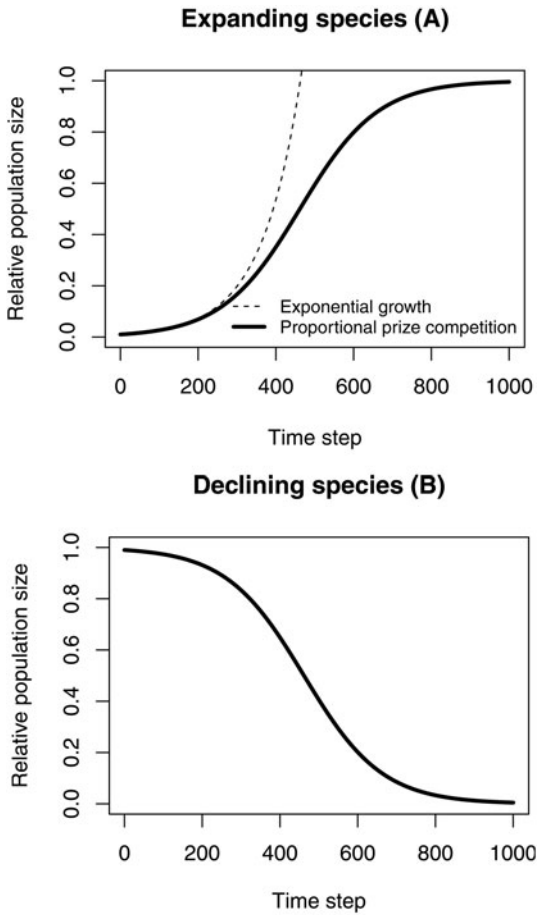 Expanding species (A)
Relative population size
1.0
0.8
0.6
0.4
0.2
0.0
Exponential growth
Proportional prize competition
0 200 400 600 800 1000
Time step
Declining species (B)
Relative population size
1.0
0.8
0.6
0.4
0.2
0.0
0 200 400 600 800 1000
Time step